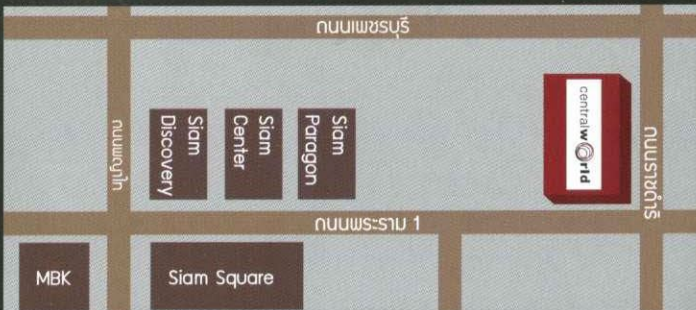 ถนนเพชรบุรี
ถนนพญาไท
Siam
Discovery
Siam
Center
Siam
Paragon
centralw rld
ถนนราชดำริ
ถนนพระราม 1
MBK
Siam Square